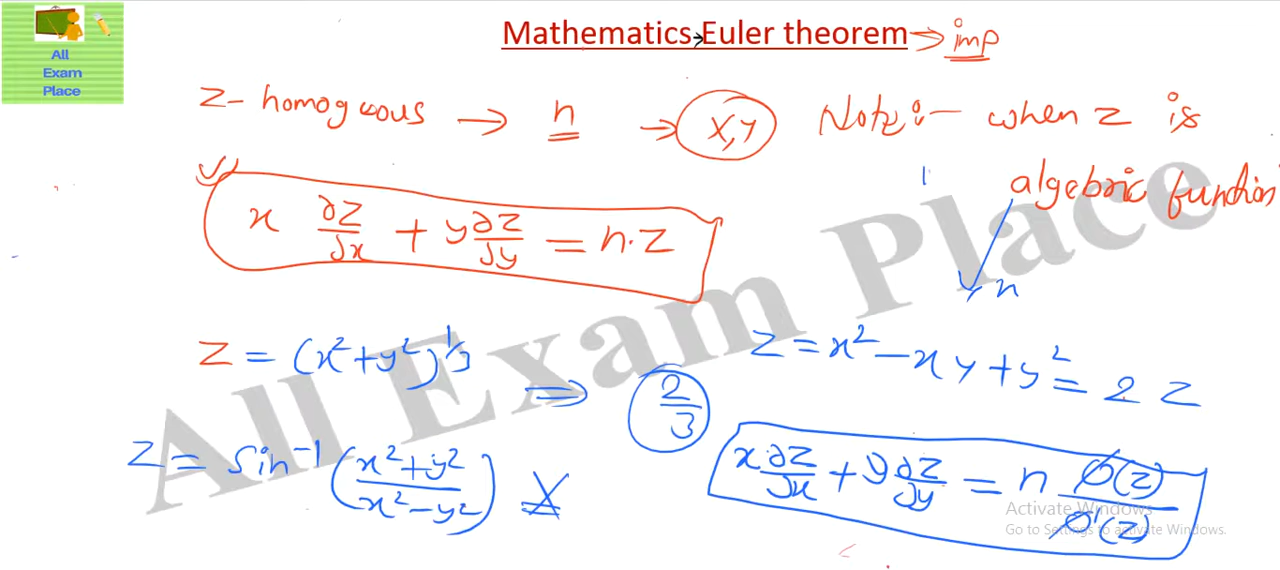 All
Exam
Place
Mathematics Euler theorem → imp
Z- homogeuous → n → x, y
Note:- when z is
algebric function
x ∂z/∂x + y ∂z/∂y = n.z
n
Z = (x²+y²)^1/3 ⇒ 2/3
Z = x² - xy + y² = 2 z
Z = Sin⁻¹ (x²+y²/x²-y²)
x ∂z/∂x + y ∂z/∂y = n ø(z)/ø'(z)
Activate Windows
Go to Settings to activate Windows.
All Exam Place